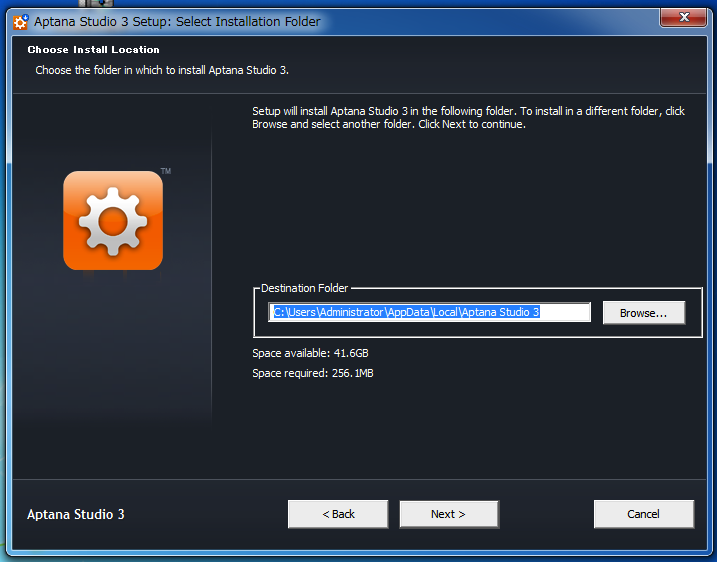 Aptana Studio 3 Setup: Select Installation Folder
Choose Install Location
Choose the folder in which to install Aptana Studio 3.
Setup will install Aptana Studio 3 in the following folder. To install in a different folder, click
Browse and select another folder. Click Next to continue.
TM
Destination Folder
C:\Users\Administrator\AppData\Local\Aptana Studio 3
Browse...
Space available: 41.6GB
Space required: 256.1MB
Aptana Studio 3
< Back
Next >
Cancel